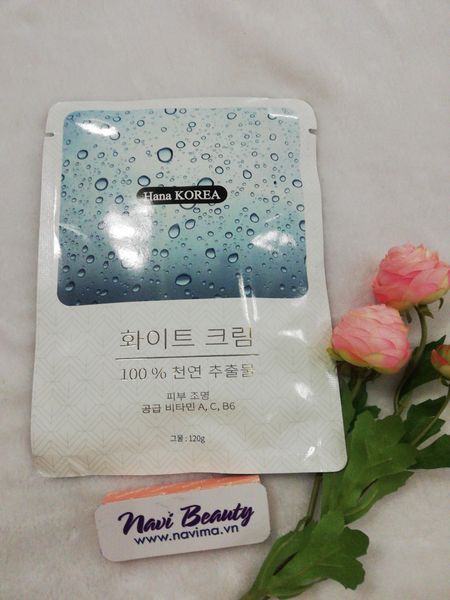 Hana KOREA
화이트 크림
100 % 천연 추출물
피부 조명
공급 비타민 A, C, B6
그물 : 120g
Navi Beauty
www.navima.vn